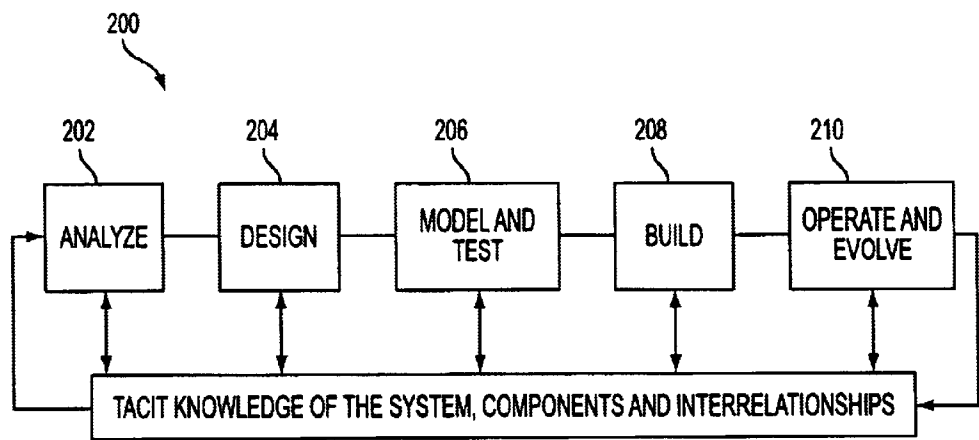 200
202
204
206
208
210
ANALYZE
DESIGN
MODEL AND
TEST
BUILD
OPERATE AND
EVOLVE
TACIT KNOWLEDGE OF THE SYSTEM, COMPONENTS AND INTERRELATIONSHIPS